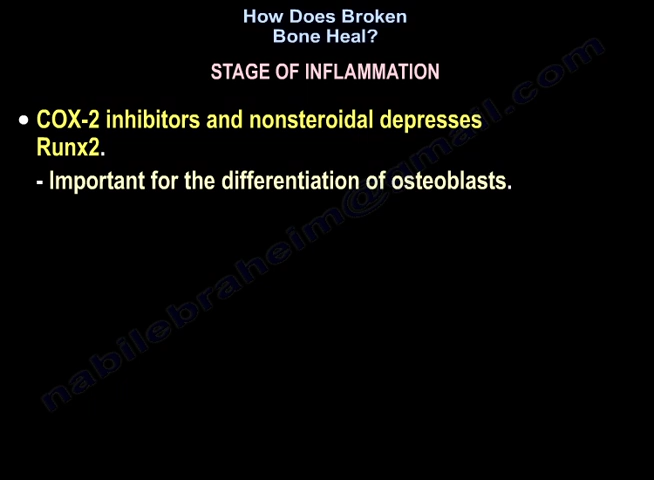 How Does Broken
Bone Heal?
STAGE OF INFLAMMATION
• COX-2 inhibitors and nonsteroidal depresses
Runx2.
- Important for the differentiation of osteoblasts.
nabilebraheim@gmail.com